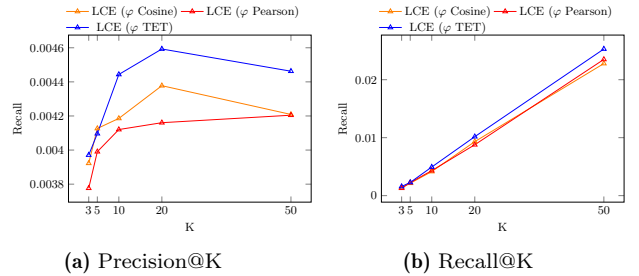 LCE (φ Cosine) LCE (φ Pearson)
LCE (φ TET)
0.0046
0.0044
0.0042
0.004
0.0038
Recall
3 5 10 20 50
K
(a) Precision@K
LCE (φ Cosine) LCE (φ Pearson)
LCE (φ TET)
0.02
0.01
0
Recall
3 5 10 20 50
K
(b) Recall@K